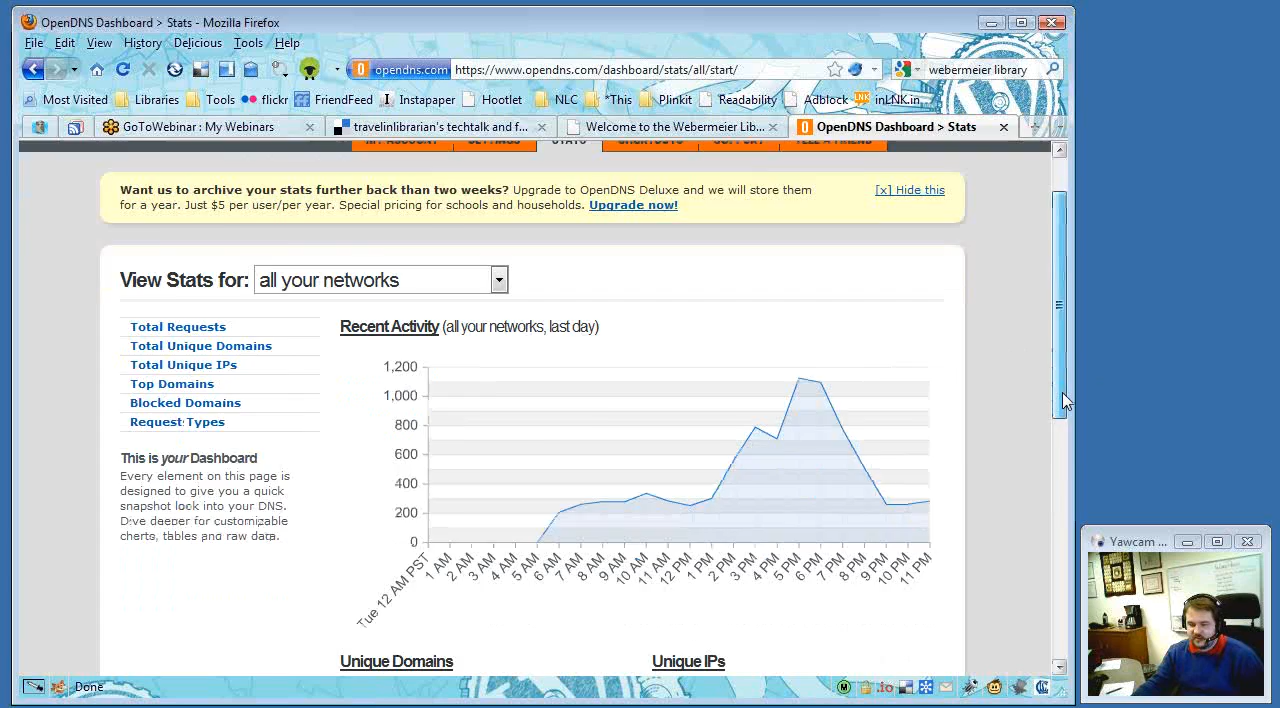 OpenDNS Dashboard > Stats - Mozilla Firefox
File Edit View History Delicious Tools Help
opendns.com https://www.opendns.com/dashboard/stats/all/start/ webermeier library
Most Visited Libraries Tools flickr FriendFeed Instapaper Hootlet NLC *This Plinkit Readability Adblock inLNK.in
GoToWebinar : My Webinars travelinlibrarian's techtalk and f... Welcome to the Webermeier Lib... OpenDNS Dashboard > Stats
MY ACCOUNT SETTINGS STATS SHORTCUTS SUPPORT TELL A FRIEND
Want us to archive your stats further back than two weeks? Upgrade to OpenDNS Deluxe and we will store them [x] Hide this
for a year. Just $5 per user/per year. Special pricing for schools and households. Upgrade now!
View Stats for: all your networks
Total Requests
Total Unique Domains
Total Unique IPs
Top Domains
Blocked Domains
Request Types
This is your Dashboard
Every element on this page is
designed to give you a quick
snapshot look into your DNS.
Dive deeper for customizable
charts, tables and raw data.
Recent Activity (all your networks, last day)
1,200
1,000
800
600
400
200
0
Tue 12 AM PST 1 AM 2 AM 3 AM 4 AM 5 AM 6 AM 7 AM 8 AM 9 AM 10 AM 11 AM 12 PM 1 PM 2 PM 3 PM 4 PM 5 PM 6 PM 7 PM 8 PM 9 PM 10 PM 11 PM
Unique Domains Unique IPs
Done
.io
Yawcam ...